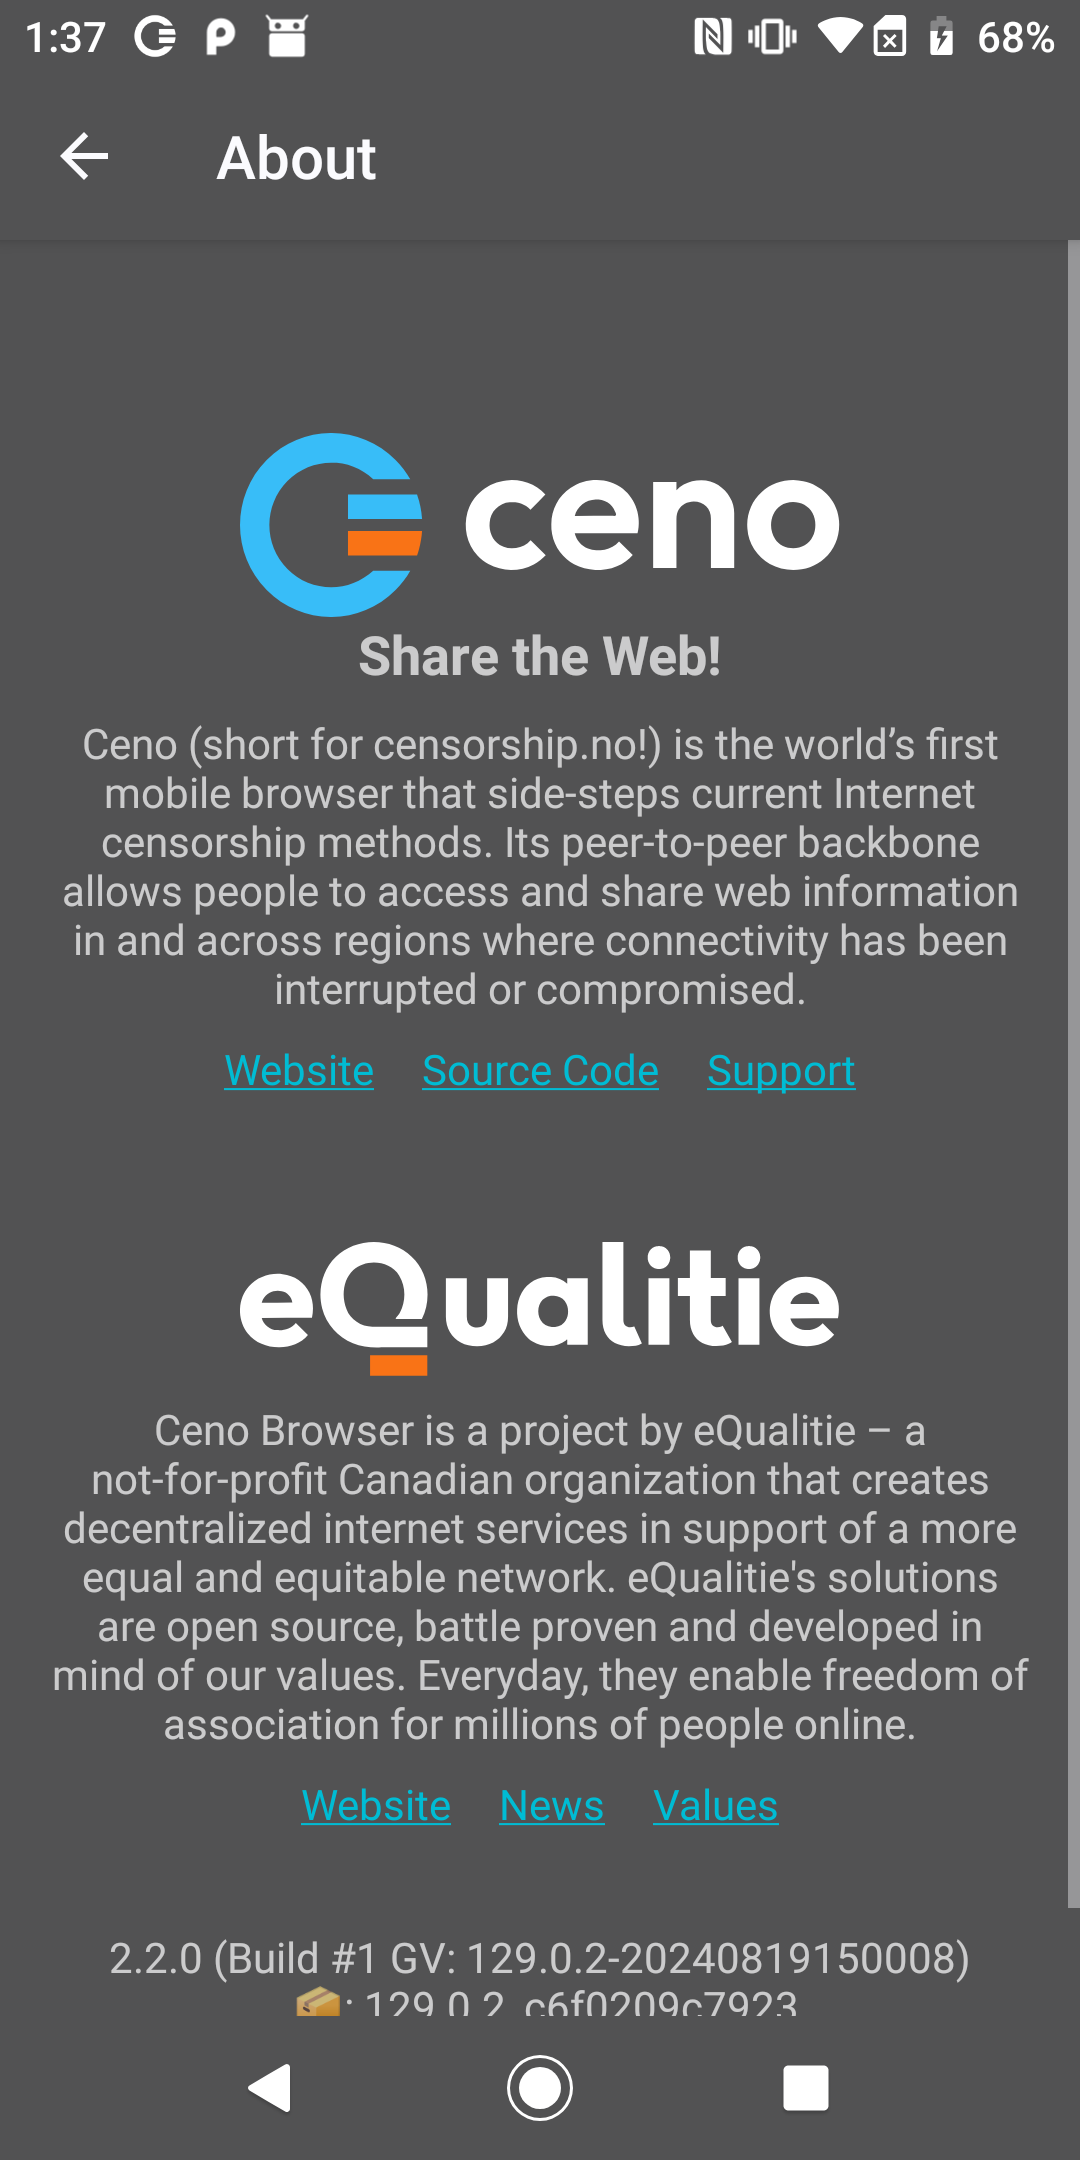 1:37 68%
About
ceno
Share the Web!
Ceno (short for censorship.no!) is the world’s first
mobile browser that side-steps current Internet
censorship methods. Its peer-to-peer backbone
allows people to access and share web information
in and across regions where connectivity has been
interrupted or compromised.
Website Source Code Support
eQualitie
Ceno Browser is a project by eQualitie – a
not-for-profit Canadian organization that creates
decentralized internet services in support of a more
equal and equitable network. eQualitie's solutions
are open source, battle proven and developed in
mind of our values. Everyday, they enable freedom of
association for millions of people online.
Website News Values
2.2.0 (Build #1 GV: 129.0.2-20240819150008)
📦: 129.0.2, c6f0209c7923